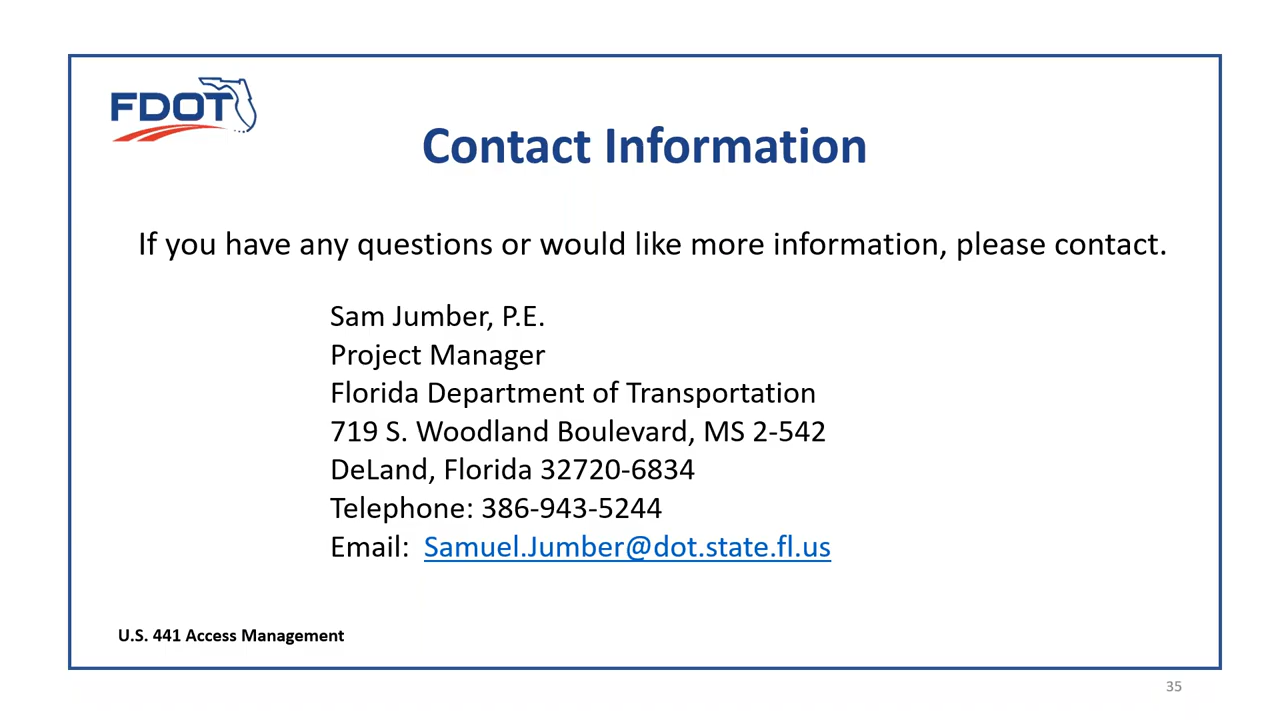 FDOT
Contact Information
If you have any questions or would like more information, please contact.
Sam Jumber, P.E.
Project Manager
Florida Department of Transportation
719 S. Woodland Boulevard, MS 2-542
DeLand, Florida 32720-6834
Telephone: 386-943-5244
Email: Samuel.Jumber@dot.state.fl.us
U.S. 441 Access Management
35